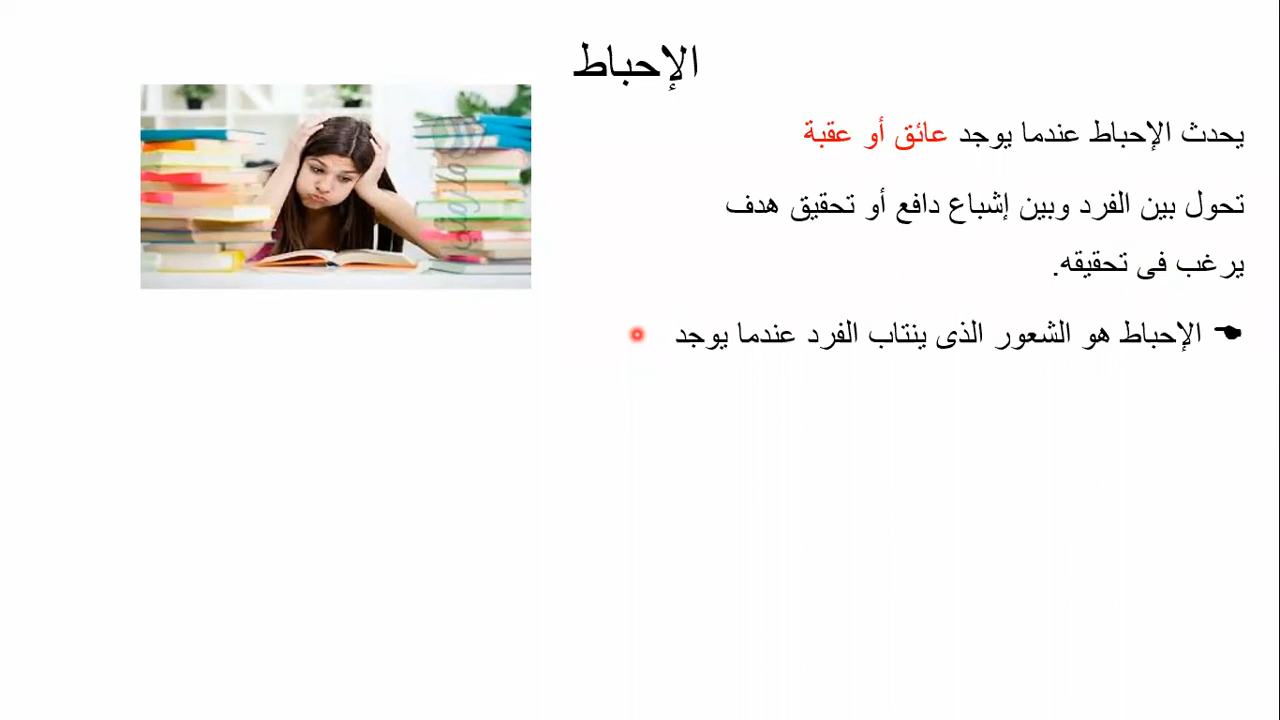 الإحباط
يحدث الإحباط عندما يوجد عائق أو عقبة
تحول بين الفرد وبين إشباع دافع أو تحقيق هدف
يرغب فى تحقيقه.
الإحباط هو الشعور الذى ينتاب الفرد عندما يوجد